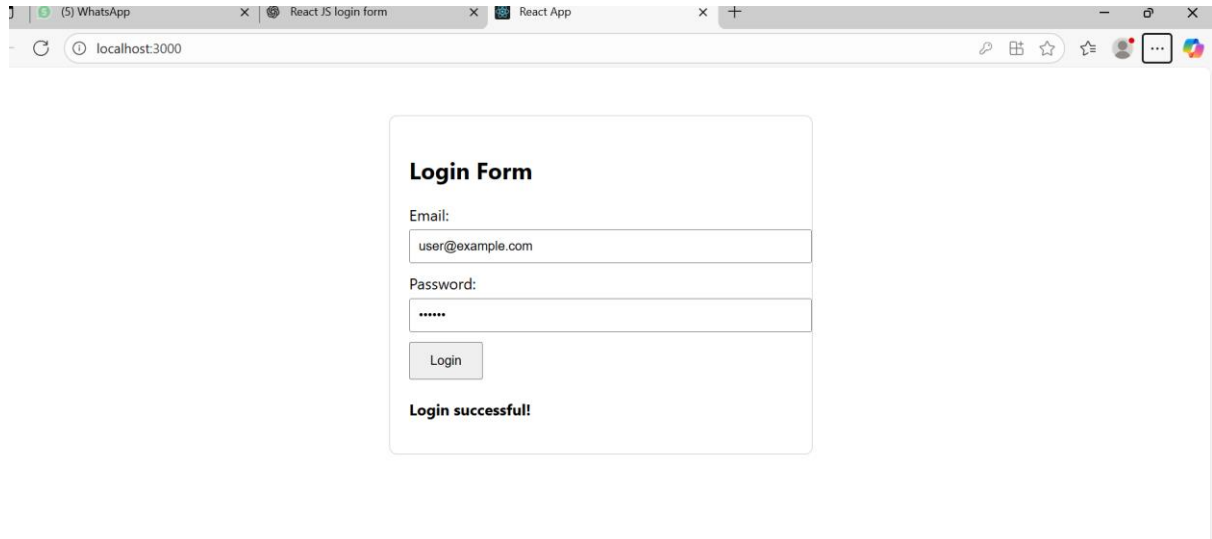 (5) WhatsApp
React JS login form
React App
localhost:3000
Login Form
Email:
user@example.com
Password:
••••••
Login
Login successful!